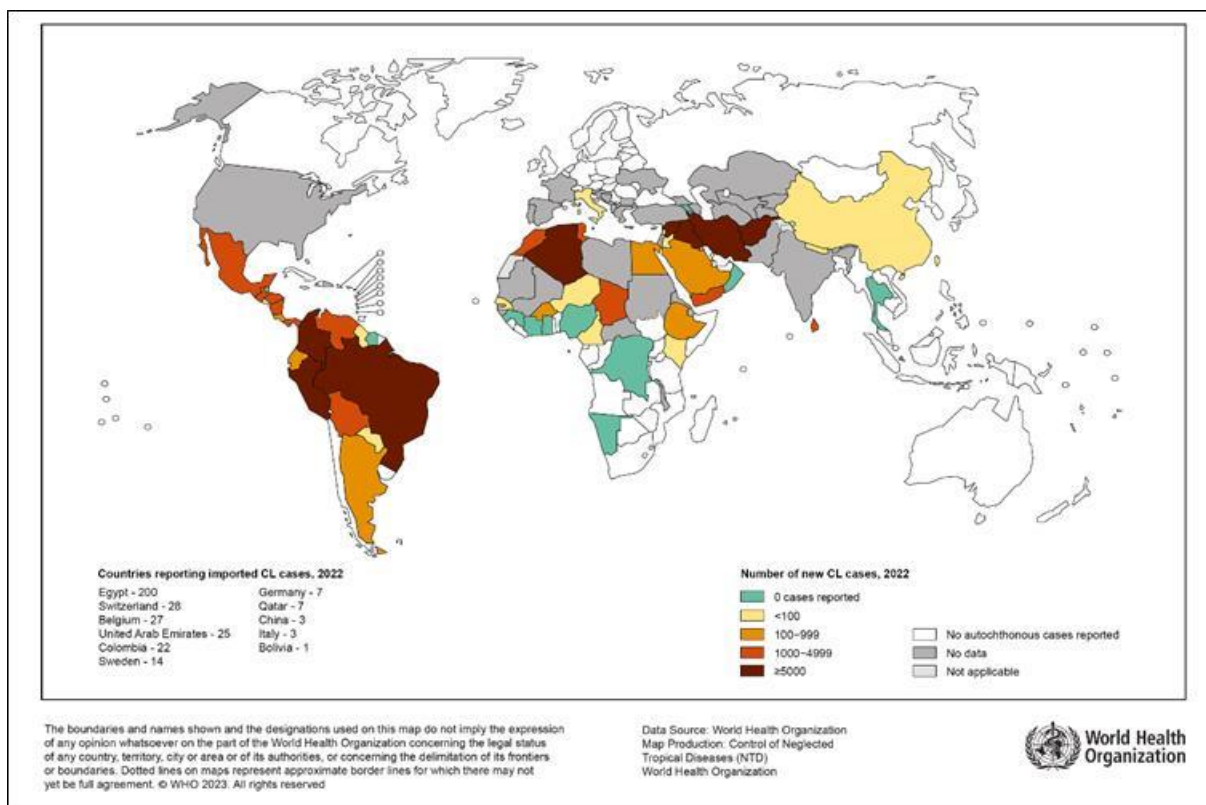 Countries reporting imported CL cases, 2022
Egypt - 200
Switzerland - 28
Belgium - 27
United Arab Emirates - 25
Colombia - 22
Sweden - 14
Germany - 7
Qatar - 7
China - 3
Italy - 3
Bolivia - 1
Number of new CL cases, 2022
0 cases reported
<100
100–999
1000–4999
≥5000
No autochthonous cases reported
No data
Not applicable
The boundaries and names shown and the designations used on this map do not imply the expression
of any opinion whatsoever on the part of the World Health Organization concerning the legal status
of any country, territory, city or area or of its authorities, or concerning the delimitation of its frontiers
or boundaries. Dotted lines on maps represent approximate border lines for which there may not
yet be full agreement. © WHO 2023. All rights reserved
Data Source: World Health Organization
Map Production: Control of Neglected
Tropical Diseases (NTD)
World Health Organization
World Health
Organization